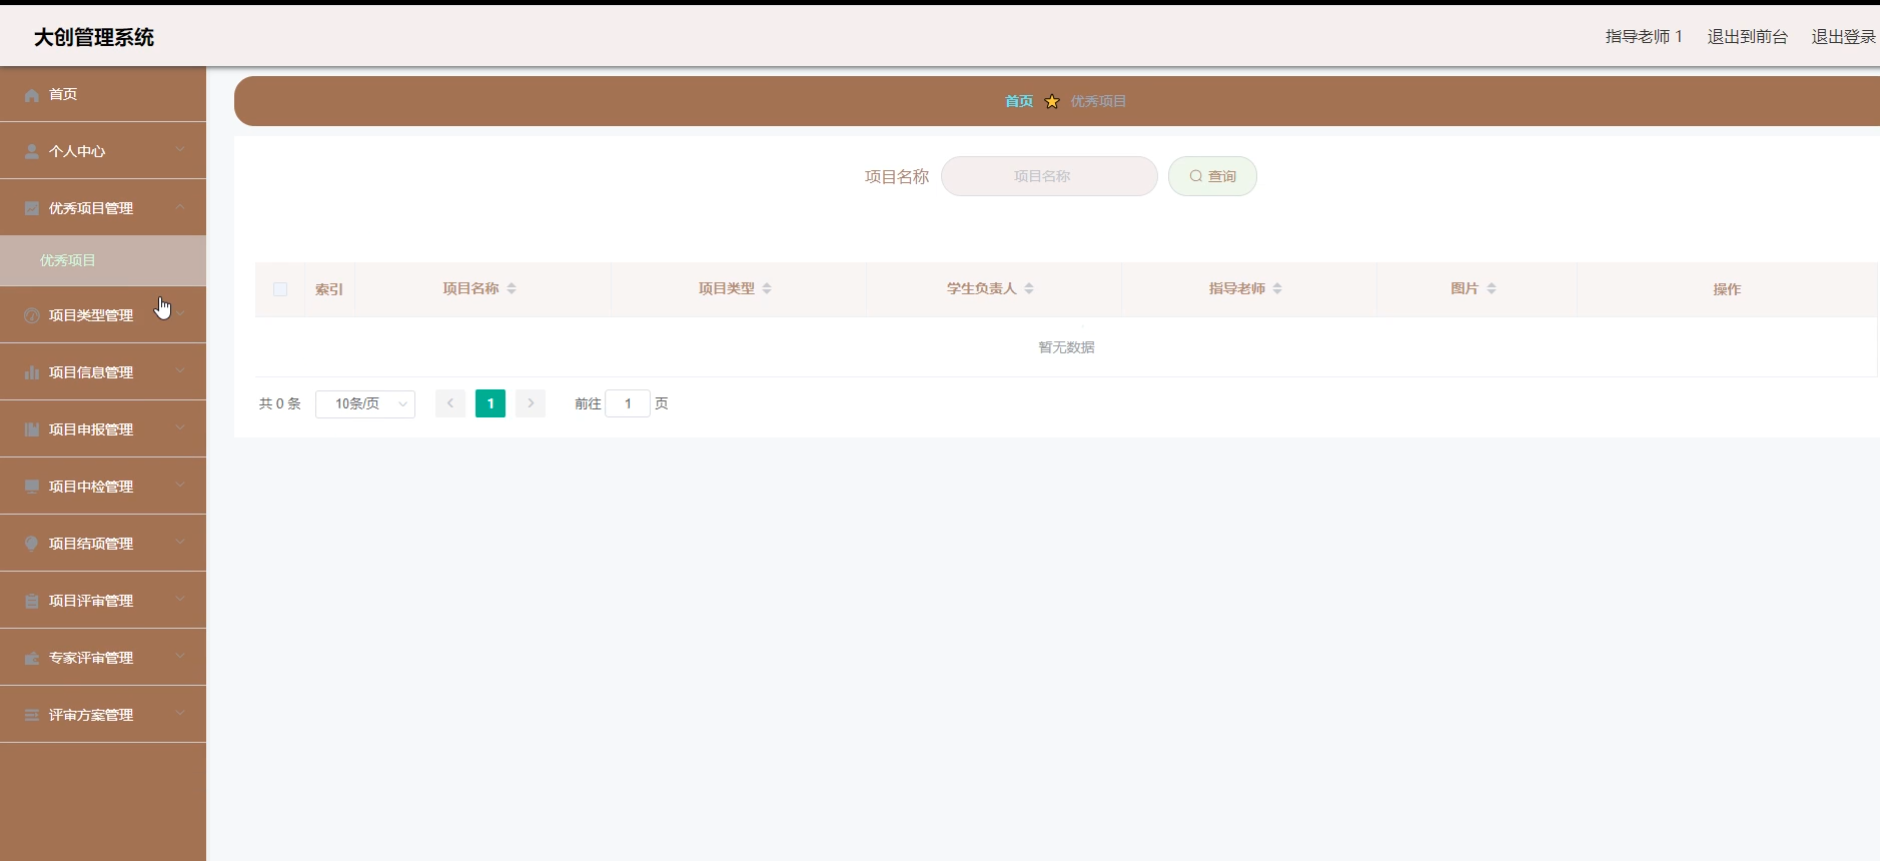 大创管理系统
指导老师 1 退出到前台 退出登录
首页
个人中心
优秀项目管理
优秀项目
项目类型管理
项目信息管理
项目申报管理
项目中检管理
项目结项管理
项目评审管理
专家评审管理
评审方案管理
首页 优秀项目
项目名称 项目名称 查询
索引 项目名称 项目类型 学生负责人 指导老师 图片 操作
暂无数据
共 0 条 10条/页 1 前往 1 页